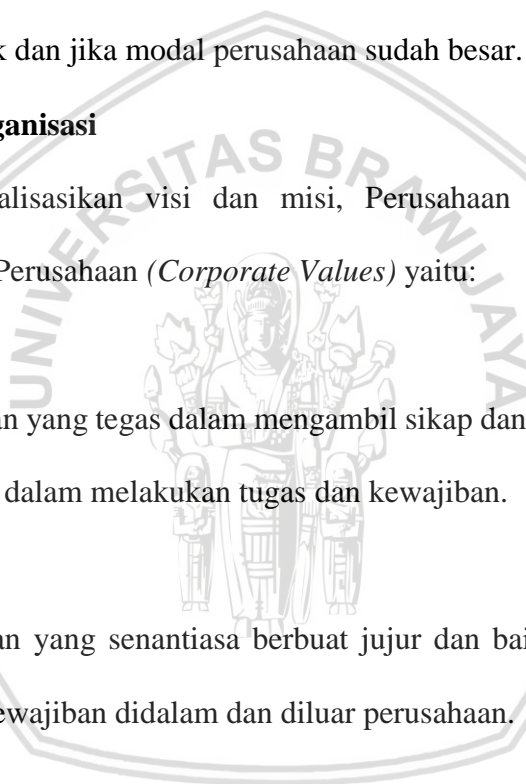 k dan jika modal perusahaan sudah besar.
ganisasi
alisasikan visi dan misi, Perusahaan
Perusahaan (Corporate Values) yaitu:
an yang tegas dalam mengambil sikap dan
dalam melakukan tugas dan kewajiban.
an yang senantiasa berbuat jujur dan bai
ewajiban didalam dan diluar perusahaan.
UNIVERSITAS BRAWIJAYA